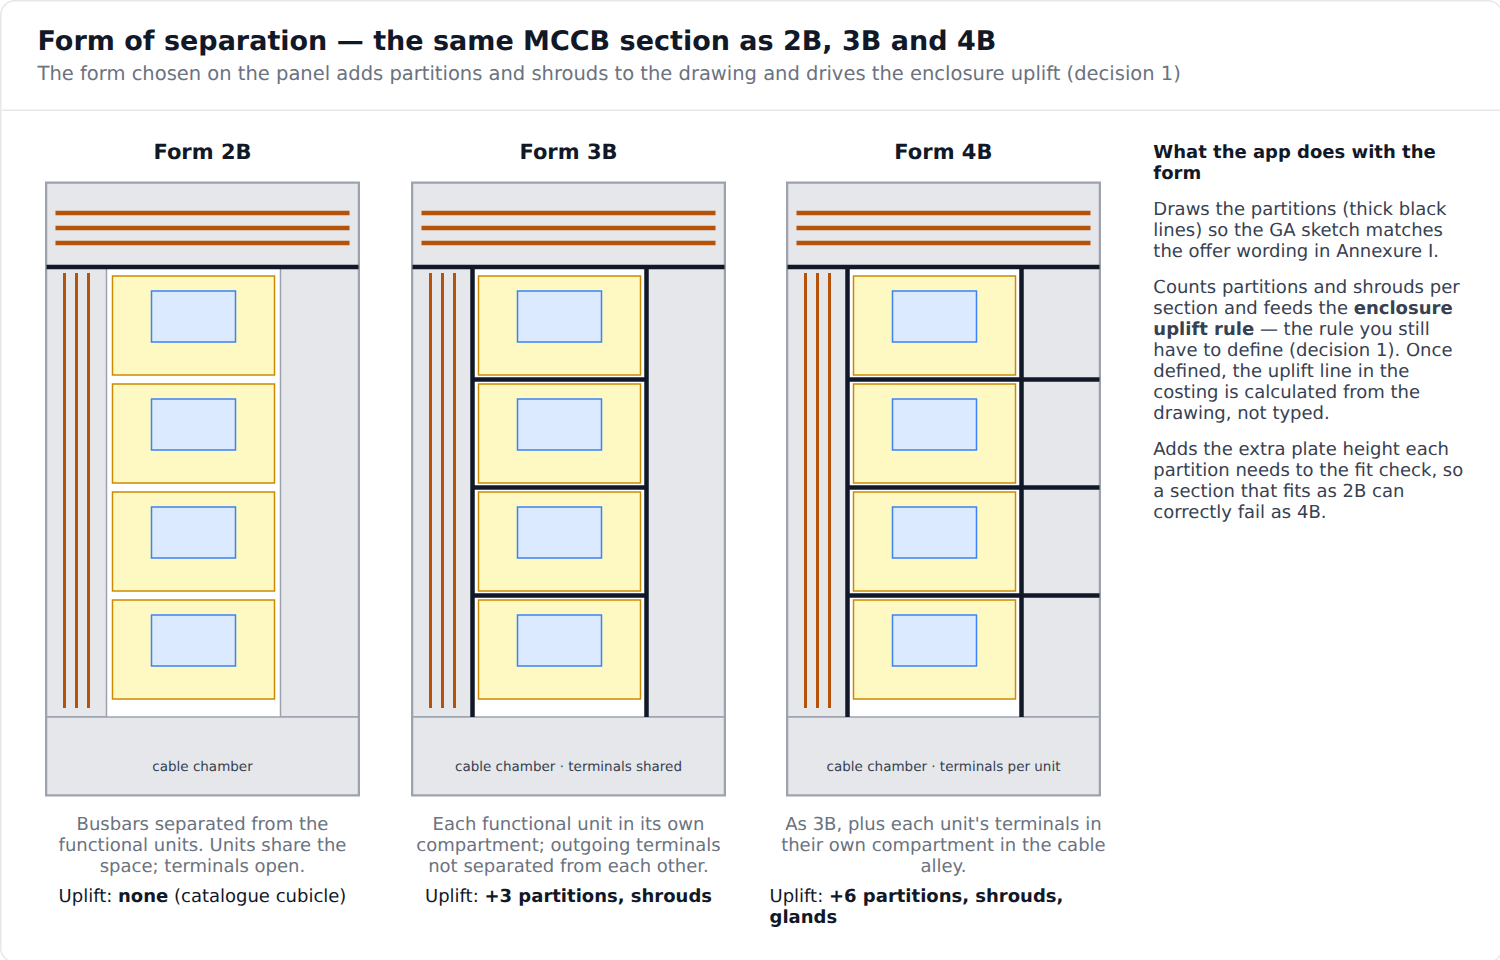 Form of separation — the same MCCB section as 2B, 3B and 4B
The form chosen on the panel adds partitions and shrouds to the drawing and drives the enclosure uplift (decision 1)
Form 2B
cable chamber
Busbars separated from the
functional units. Units share the
space; terminals open.
Uplift: none (catalogue cubicle)
Form 3B
cable chamber · terminals shared
Each functional unit in its own
compartment; outgoing terminals
not separated from each other.
Uplift: +3 partitions, shrouds
Form 4B
cable chamber · terminals per unit
As 3B, plus each unit's terminals in
their own compartment in the cable
alley.
Uplift: +6 partitions, shrouds,
glands
What the app does with the
form
Draws the partitions (thick black
lines) so the GA sketch matches
the offer wording in Annexure I.
Counts partitions and shrouds per
section and feeds the enclosure
uplift rule — the rule you still
have to define (decision 1). Once
defined, the uplift line in the
costing is calculated from the
drawing, not typed.
Adds the extra plate height each
partition needs to the fit check, so
a section that fits as 2B can
correctly fail as 4B.